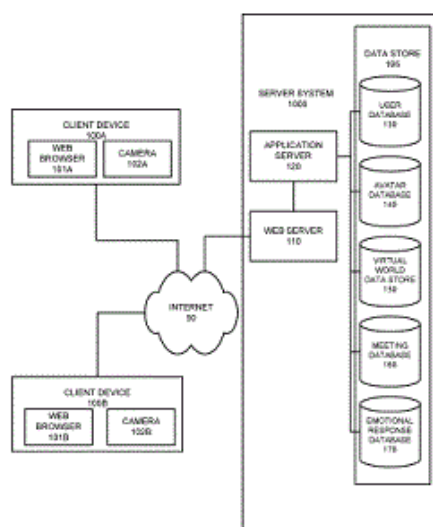 DATA STORE
195
SERVER SYSTEM
1000
USER
DATABASE
130
CLIENT DEVICE
100A
WEB
BROWSER
101A
CAMERA
102A
APPLICATION
SERVER
120
AVATAR
DATABASE
140
WEB SERVER
110
VIRTUAL
WORLD
DATA STORE
150
INTERNET
90
MEETING
DATABASE
160
CLIENT DEVICE
100B
WEB
BROWSER
101B
CAMERA
102B
EMOTIONAL
RESPONSE
DATABASE
170